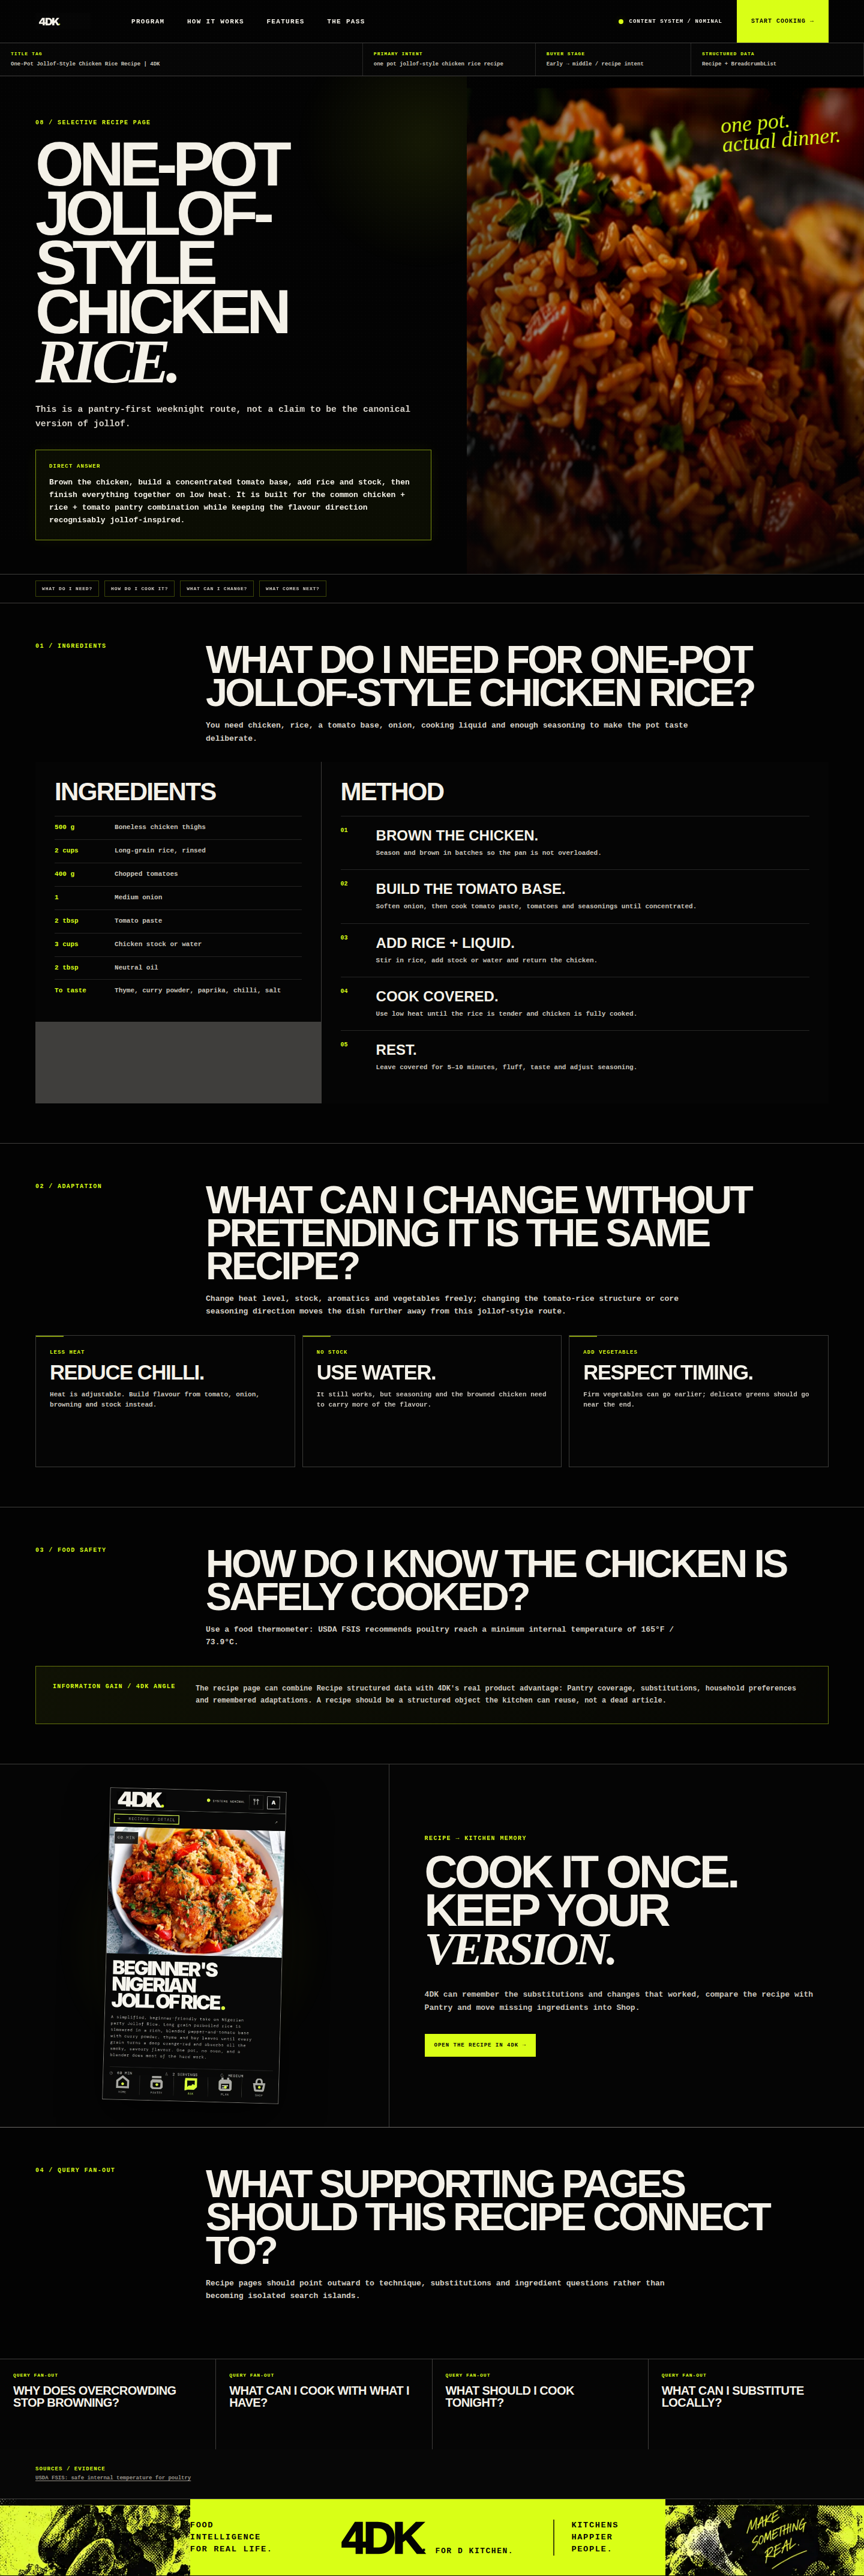 4DK.
PROGRAM
HOW IT WORKS
FEATURES
THE PASS
CONTENT SYSTEM / NOMINAL
START COOKING →
TITLE TAG
One-Pot Jollof-Style Chicken Rice Recipe | 4DK
PRIMARY INTENT
one pot jollof-style chicken rice recipe
BUYER STAGE
Early → middle / recipe intent
STRUCTURED DATA
Recipe + BreadcrumbList
08 / SELECTIVE RECIPE PAGE
ONE-POT
JOLLOF-
STYLE
CHICKEN
RICE.
one pot.
actual dinner.
This is a pantry-first weeknight route, not a claim to be the canonical
version of jollof.
DIRECT ANSWER
Brown the chicken, build a concentrated tomato base, add rice and stock, then
finish everything together on low heat. It is built for the common chicken +
rice + tomato pantry combination while keeping the flavour direction
recognisably jollof-inspired.
WHAT DO I NEED?
HOW DO I COOK IT?
WHAT CAN I CHANGE?
WHAT COMES NEXT?
01 / INGREDIENTS
WHAT DO I NEED FOR ONE-POT
JOLLOF-STYLE CHICKEN RICE?
You need chicken, rice, a tomato base, onion, cooking liquid and enough seasoning to make the pot taste
deliberate.
INGREDIENTS
500 g Boneless chicken thighs
2 cups Long-grain rice, rinsed
400 g Chopped tomatoes
1 Medium onion
2 tbsp Tomato paste
3 cups Chicken stock or water
2 tbsp Neutral oil
To taste Thyme, curry powder, paprika, chilli, salt
METHOD
01
BROWN THE CHICKEN.
Season and brown in batches so the pan is not overloaded.
02
BUILD THE TOMATO BASE.
Soften onion, then cook tomato paste, tomatoes and seasonings until concentrated.
03
ADD RICE + LIQUID.
Stir in rice, add stock or water and return the chicken.
04
COOK COVERED.
Use low heat until the rice is tender and chicken is fully cooked.
05
REST.
Leave covered for 5–10 minutes, fluff, taste and adjust seasoning.
02 / ADAPTATION
WHAT CAN I CHANGE WITHOUT
PRETENDING IT IS THE SAME
RECIPE?
Change heat level, stock, aromatics and vegetables freely; changing the tomato-rice structure or core
seasoning direction moves the dish further away from this jollof-style route.
LESS HEAT
REDUCE CHILLI.
Heat is adjustable. Build flavour from tomato, onion,
browning and stock instead.
NO STOCK
USE WATER.
It still works, but seasoning and the browned chicken need
to carry more of the flavour.
ADD VEGETABLES
RESPECT TIMING.
Firm vegetables can go earlier; delicate greens should go
near the end.
03 / FOOD SAFETY
HOW DO I KNOW THE CHICKEN IS
SAFELY COOKED?
Use a food thermometer: USDA FSIS recommends poultry reach a minimum internal temperature of 165°F /
73.9°C.
INFORMATION GAIN / 4DK ANGLE
The recipe page can combine Recipe structured data with 4DK's real product advantage: Pantry coverage, substitutions, household preferences
and remembered adaptations. A recipe should be a structured object the kitchen can reuse, not a dead article.
4DK.
A
BEGINNER'S
NIGERIAN
JOLLOF RICE.
RECIPE → KITCHEN MEMORY
COOK IT ONCE.
KEEP YOUR
VERSION.
4DK can remember the substitutions and changes that worked, compare the recipe with
Pantry and move missing ingredients into Shop.
OPEN THE RECIPE IN 4DK →
04 / QUERY FAN-OUT
WHAT SUPPORTING PAGES
SHOULD THIS RECIPE CONNECT
TO?
Recipe pages should point outward to technique, substitutions and ingredient questions rather than
becoming isolated search islands.
QUERY FAN-OUT
WHY DOES OVERCROWDING
STOP BROWNING?
QUERY FAN-OUT
WHAT CAN I COOK WITH WHAT I
HAVE?
QUERY FAN-OUT
WHAT SHOULD I COOK
TONIGHT?
QUERY FAN-OUT
WHAT CAN I SUBSTITUTE
LOCALLY?
SOURCES / EVIDENCE
USDA FSIS: safe internal temperature for poultry
FOOD
INTELLIGENCE
FOR REAL LIFE.
4DK
FOR D KITCHEN.
KITCHENS
HAPPIER
PEOPLE.
MAKE
SOMETHING
REAL.